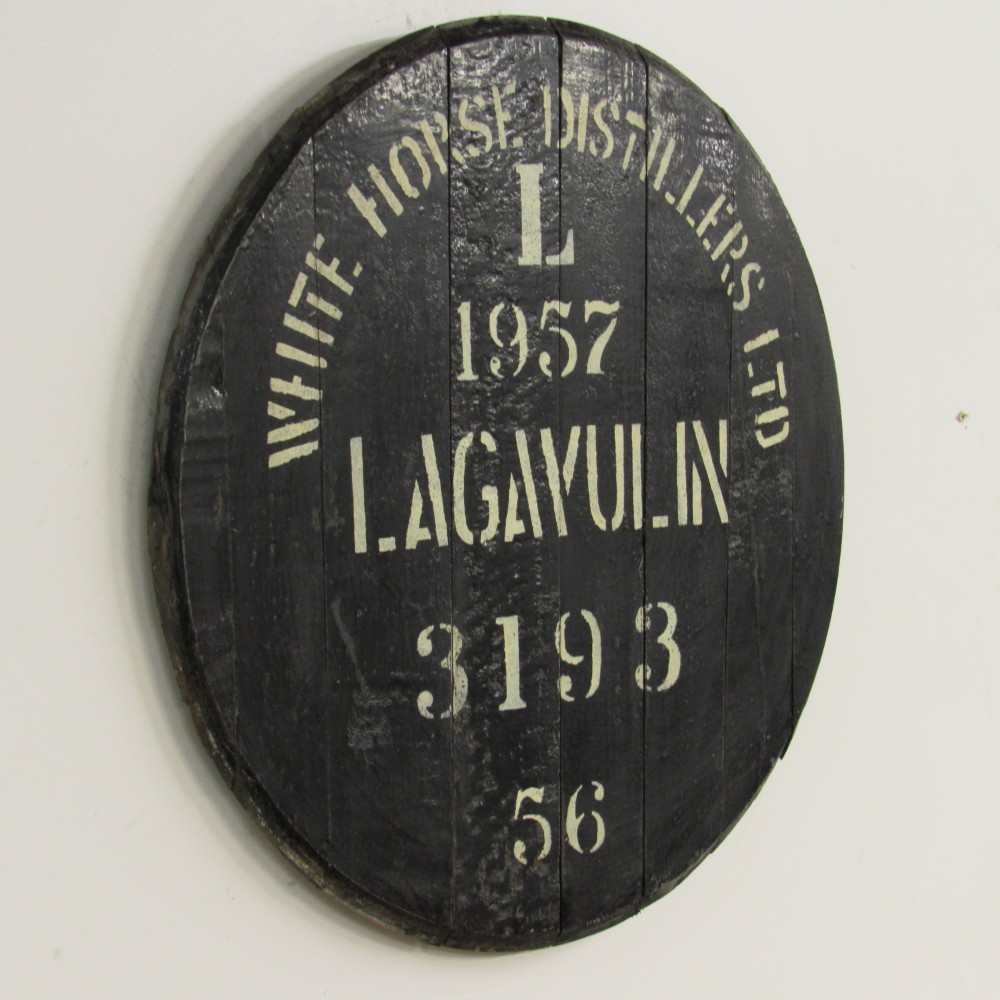 WHITE HORSE DISTILLERS LTD
L
1957
LAGAVULIN
3193
56